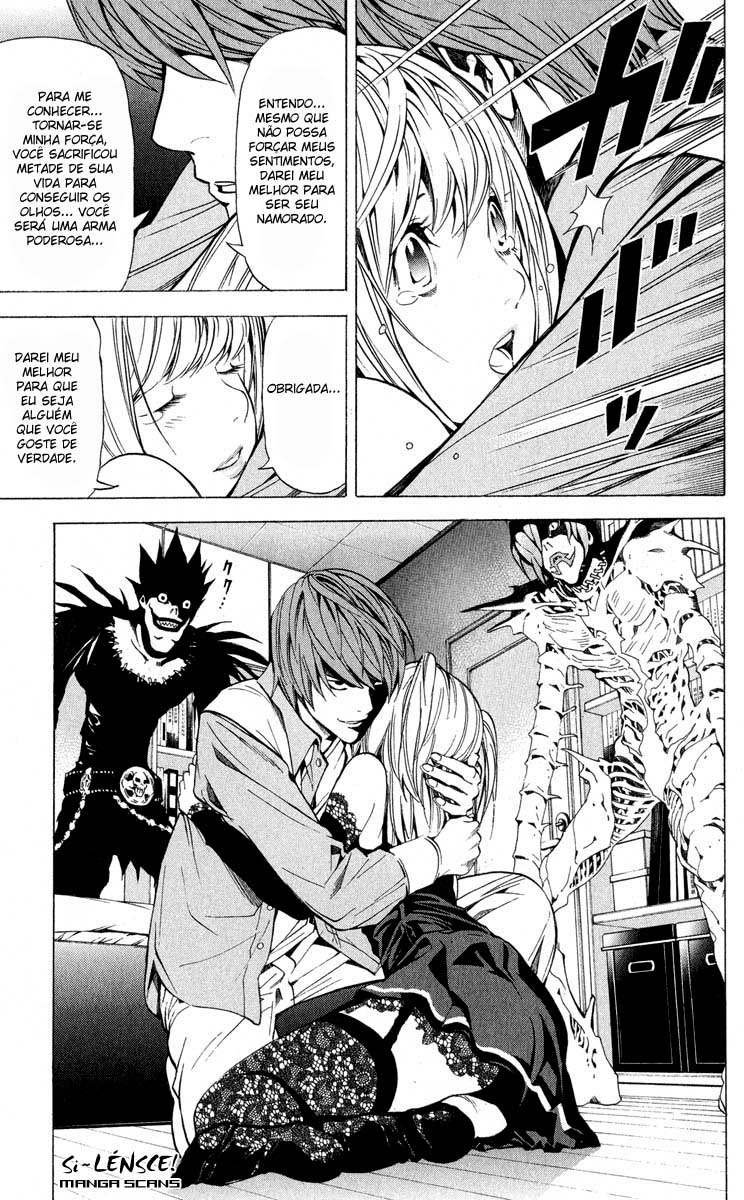 ガバ
ENTENDO...
MESMO QUE
NÃO POSSA
FORÇAR MEUS
SENTIMENTOS,
DAREI MEU
MELHOR PARA
SER SEU
NAMORADO.
PARA ME
CONHECER...
TORNAR-SE
MINHA FORÇA,
VOCÊ SACRIFICOU
METADE DE SUA
VIDA PARA
CONSEGUIR OS
OLHOS... VOCÊ
SERÁ UMA ARMA
PODEROSA...
OBRIGADA...
DAREI MEU
MELHOR
PARA QUE
EU SEJA
ALGUÉM
QUE VOCÊ
GOSTE DE
VERDADE.
ククク...
Si-LÉNSCE!
MANGA SCANS